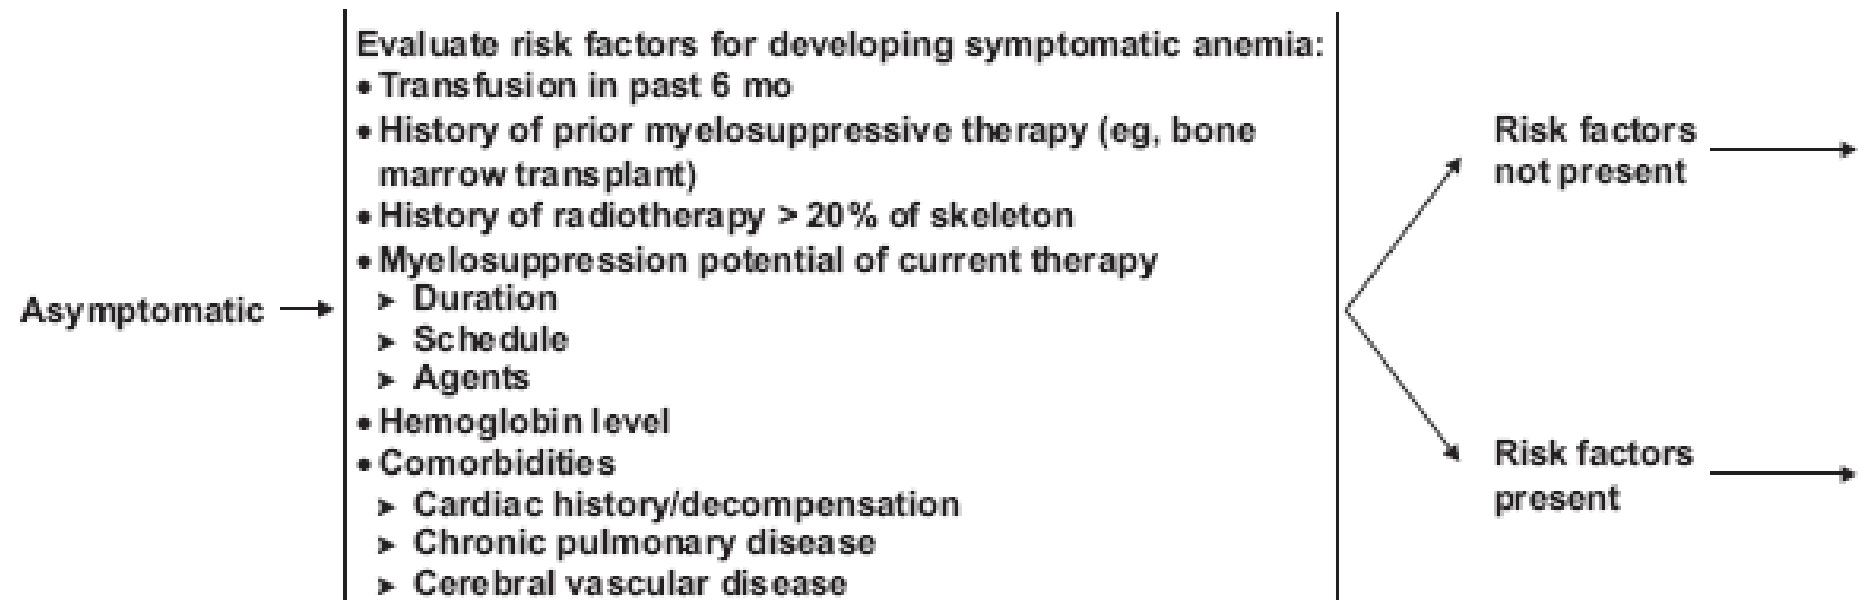 Asymptomatic
Evaluate risk factors for developing symptomatic anemia:
• Transfusion in past 6 mo
• History of prior myelosuppressive therapy (eg, bone
marrow transplant)
• History of radiotherapy > 20% of skeleton
• Myelosuppression potential of current therapy
➤ Duration
➤ Schedule
➤ Agents
• Hemoglobin level
• Comorbidities
➤ Cardiac history/decompensation
➤ Chronic pulmonary disease
➤ Cerebral vascular disease
Risk factors
not present
Risk factors
present